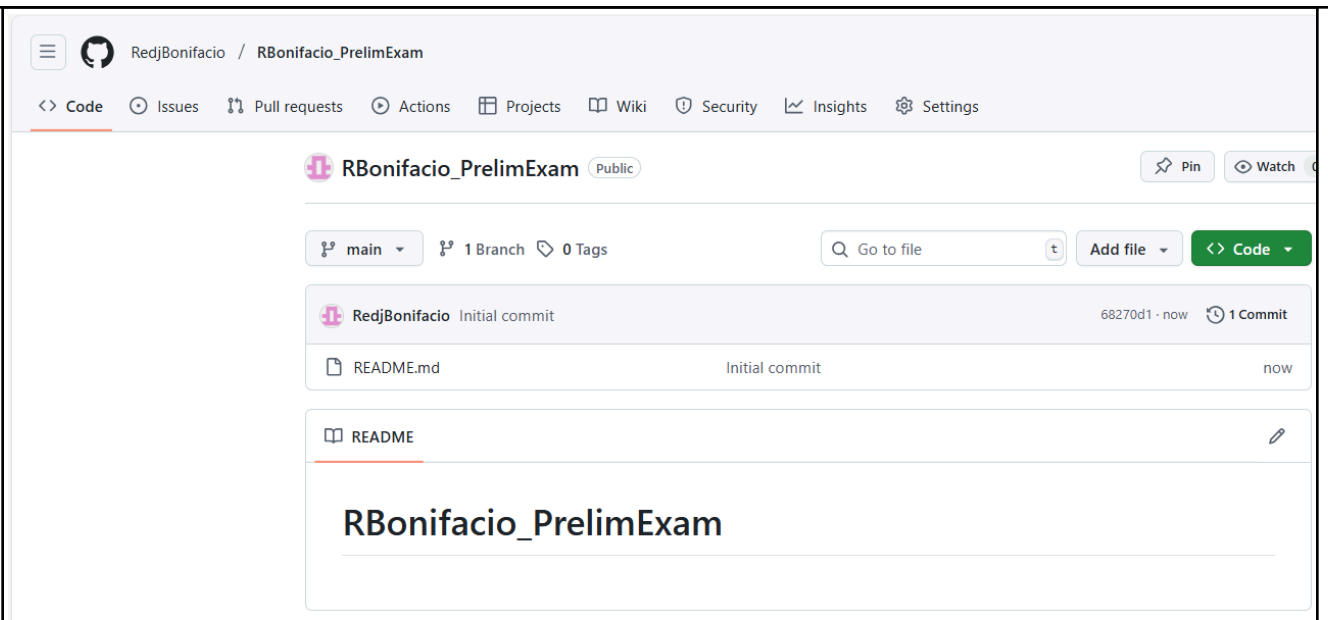 RedjBonifacio / RBonifacio_PrelimExam
Code Issues Pull requests Actions Projects Wiki Security Insights Settings
RBonifacio_PrelimExam Public Pin Watch
main 1 Branch 0 Tags Go to file t Add file Code
RedjBonifacio Initial commit 68270d1 · now 1 Commit
README.md Initial commit now
README
RBonifacio_PrelimExam